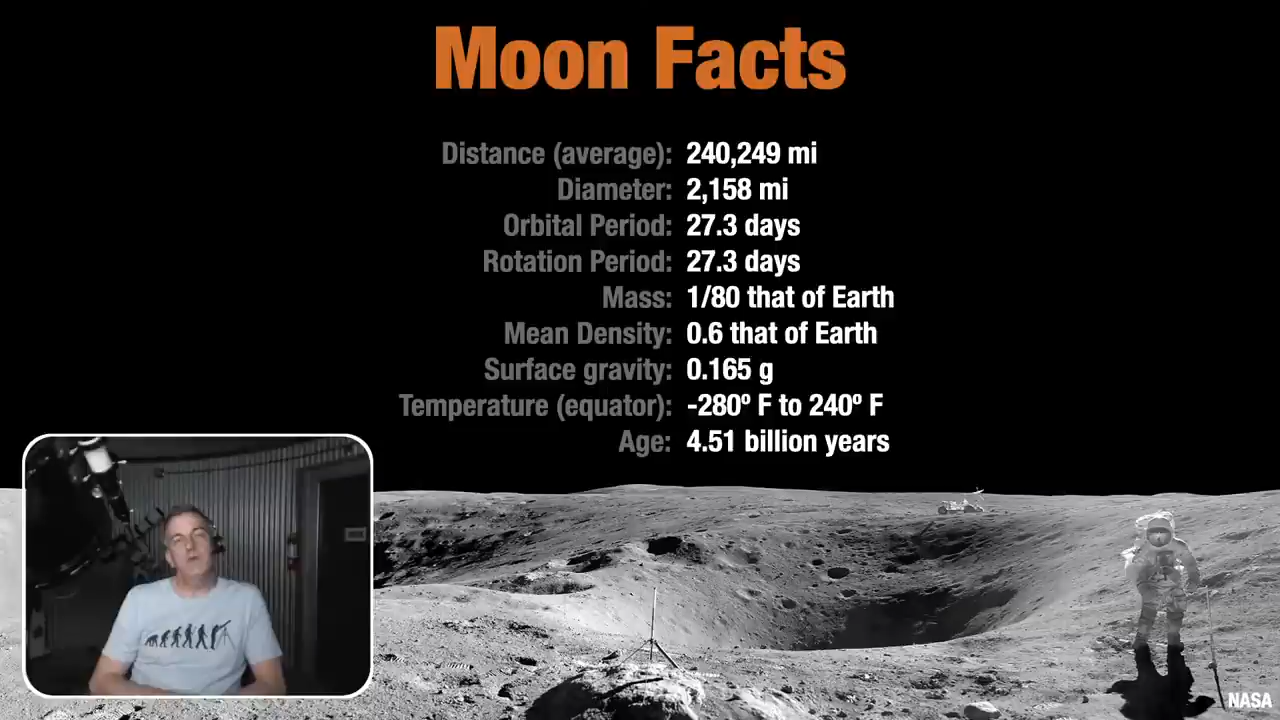 Moon Facts
Distance (average): 240,249 mi
Diameter: 2,158 mi
Orbital Period: 27.3 days
Rotation Period: 27.3 days
Mass: 1/80 that of Earth
Mean Density: 0.6 that of Earth
Surface gravity: 0.165 g
Temperature (equator): -280º F to 240º F
Age: 4.51 billion years
NASA